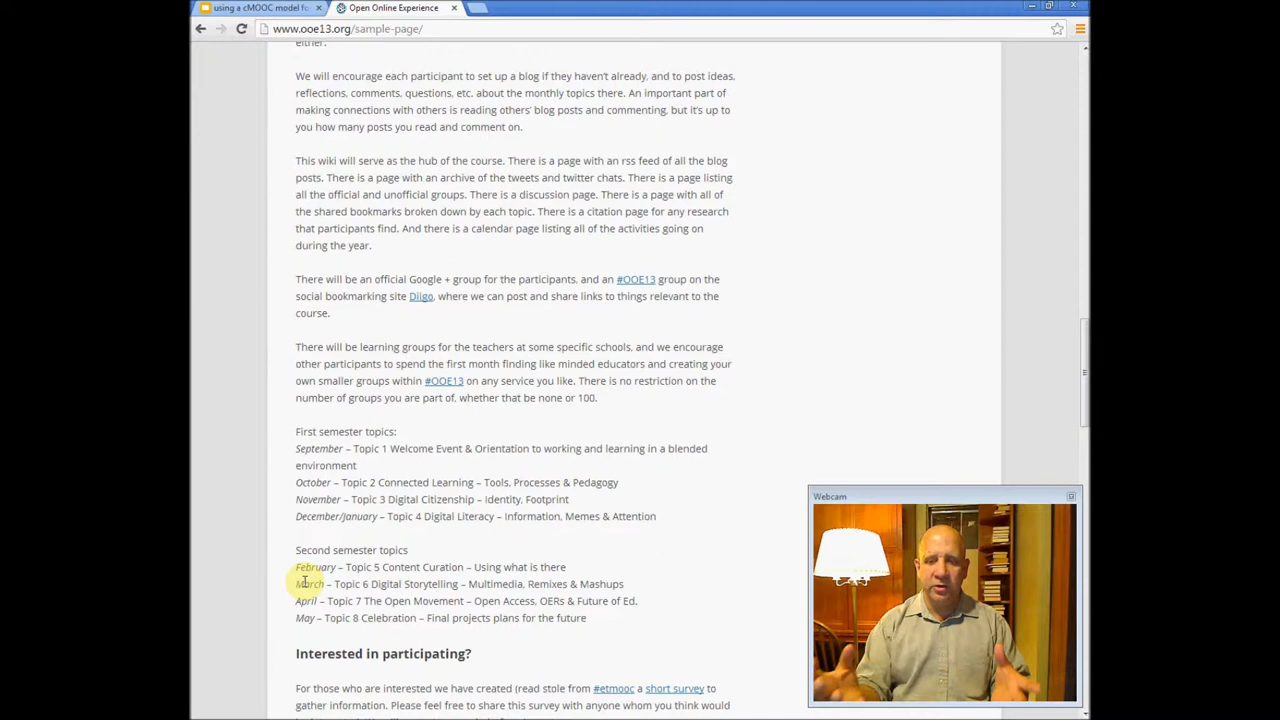 using a cMOOC model fo
Open Online Experience
www.ooe13.org/sample-page/
either.
We will encourage each participant to set up a blog if they haven't already, and to post ideas,
reflections, comments, questions, etc. about the monthly topics there. An important part of
making connections with others is reading others' blog posts and commenting, but it's up to
you how many posts you read and comment on.
This wiki will serve as the hub of the course. There is a page with an rss feed of all the blog
posts. There is a page with an archive of the tweets and twitter chats. There is a page listing
all the official and unofficial groups. There is a discussion page. There is a page with all of
the shared bookmarks broken down by each topic. There is a citation page for any research
that participants find. And there is a calendar page listing all of the activities going on
during the year.
There will be an official Google + group for the participants, and an #OOE13 group on the
social bookmarking site Diigo, where we can post and share links to things relevant to the
course.
There will be learning groups for the teachers at some specific schools, and we encourage
other participants to spend the first month finding like minded educators and creating your
own smaller groups within #OOE13 on any service you like. There is no restriction on the
number of groups you are part of, whether that be none or 100.
First semester topics:
September – Topic 1 Welcome Event & Orientation to working and learning in a blended
environment
October – Topic 2 Connected Learning – Tools, Processes & Pedagogy
November – Topic 3 Digital Citizenship – Identity, Footprint
December/January – Topic 4 Digital Literacy – Information, Memes & Attention
Second semester topics
February – Topic 5 Content Curation – Using what is there
March – Topic 6 Digital Storytelling – Multimedia, Remixes & Mashups
April – Topic 7 The Open Movement – Open Access, OERs & Future of Ed.
May – Topic 8 Celebration – Final projects plans for the future
Interested in participating?
For those who are interested we have created (read stole from #etmooc a short survey to
gather information. Please feel free to share this survey with anyone whom you think would
Webcam